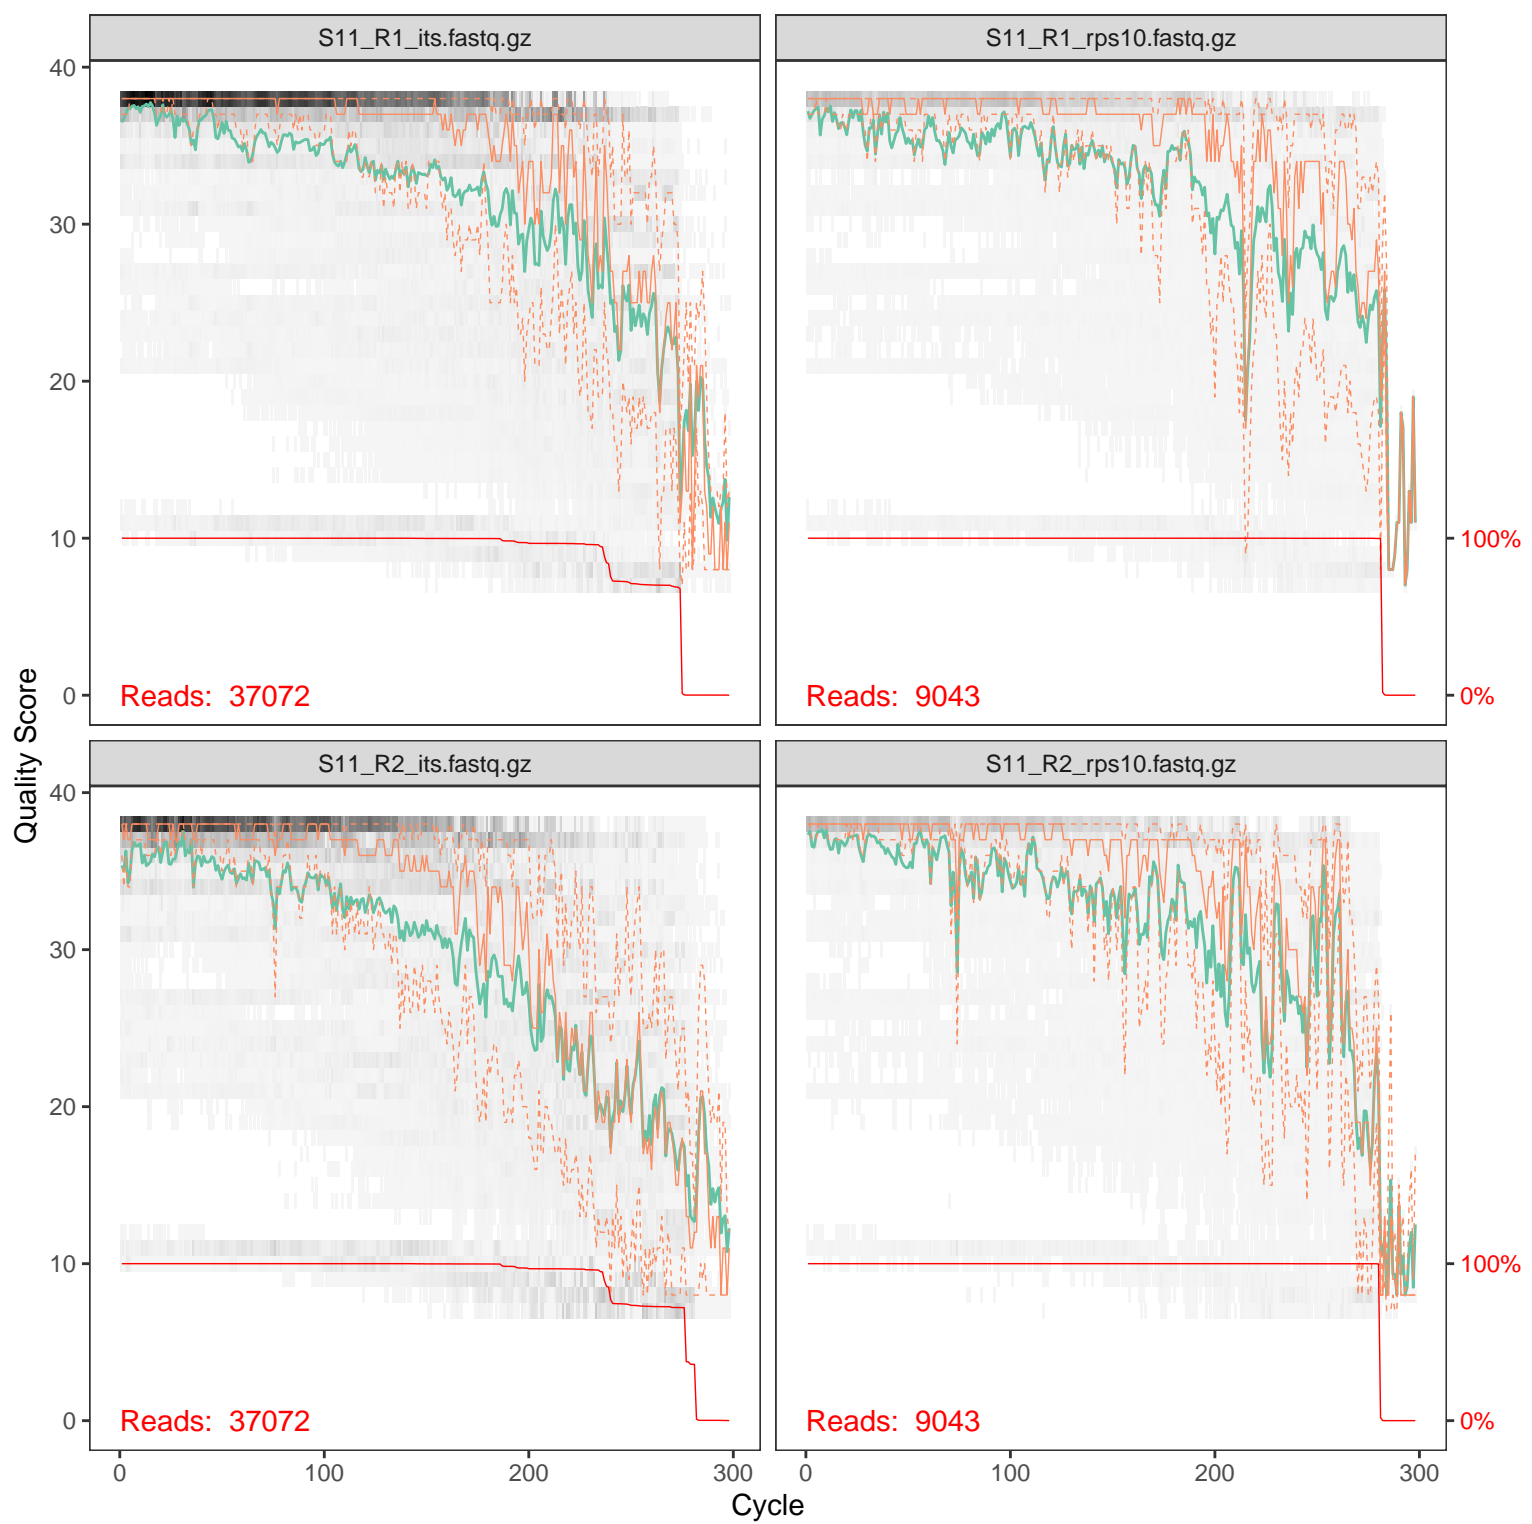 S11_R1_its.fastq.gz
S11_R1_rps10.fastq.gz
40
30
20
10
0
Reads: 37072
Reads: 9043
100%
0%
Quality Score
S11_R2_its.fastq.gz
S11_R2_rps10.fastq.gz
40
30
20
10
0
Reads: 37072
Reads: 9043
100%
0%
0 100 200 300
0 100 200 300
Cycle